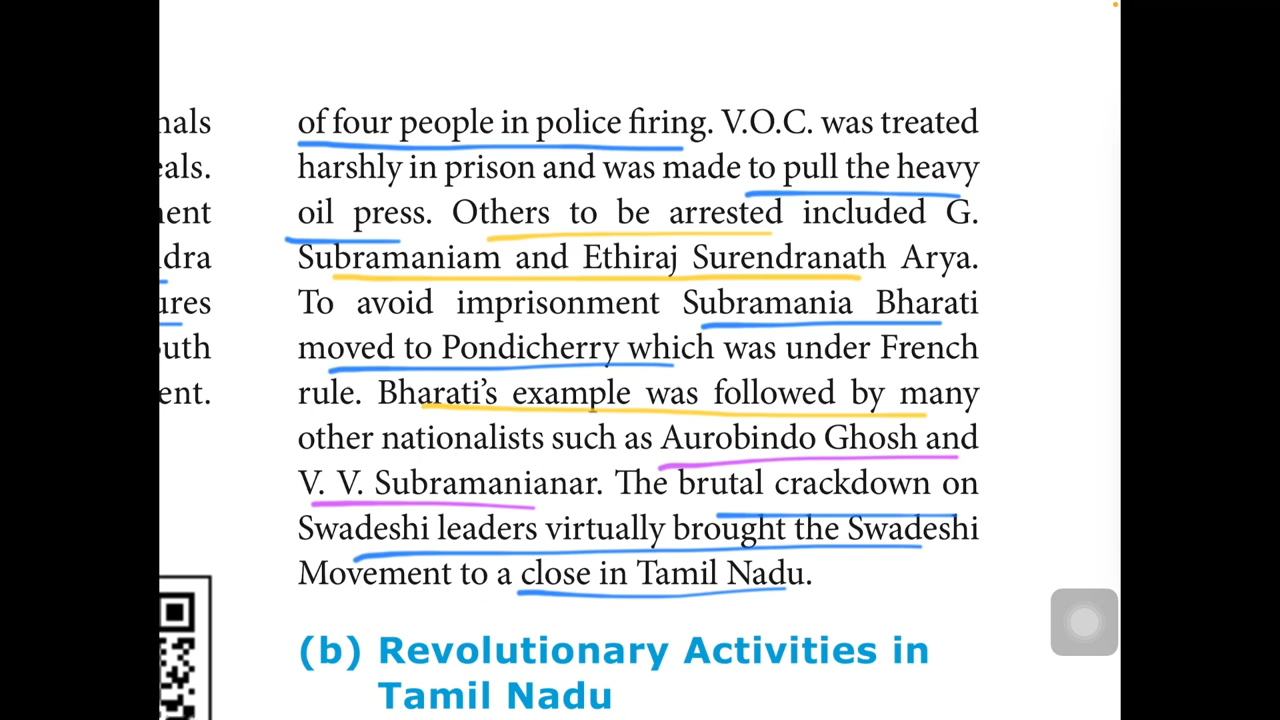 nals
eals.
nent
dra
ures
uth
ent.
of four people in police firing. V.O.C. was treated
harshly in prison and was made to pull the heavy
oil press. Others to be arrested included G.
Subramaniam and Ethiraj Surendranath Arya.
To avoid imprisonment Subramania Bharati
moved to Pondicherry which was under French
rule. Bharati’s example was followed by many
other nationalists such as Aurobindo Ghosh and
V. V. Subramanianar. The brutal crackdown on
Swadeshi leaders virtually brought the Swadeshi
Movement to a close in Tamil Nadu.
(b) Revolutionary Activities in
Tamil Nadu